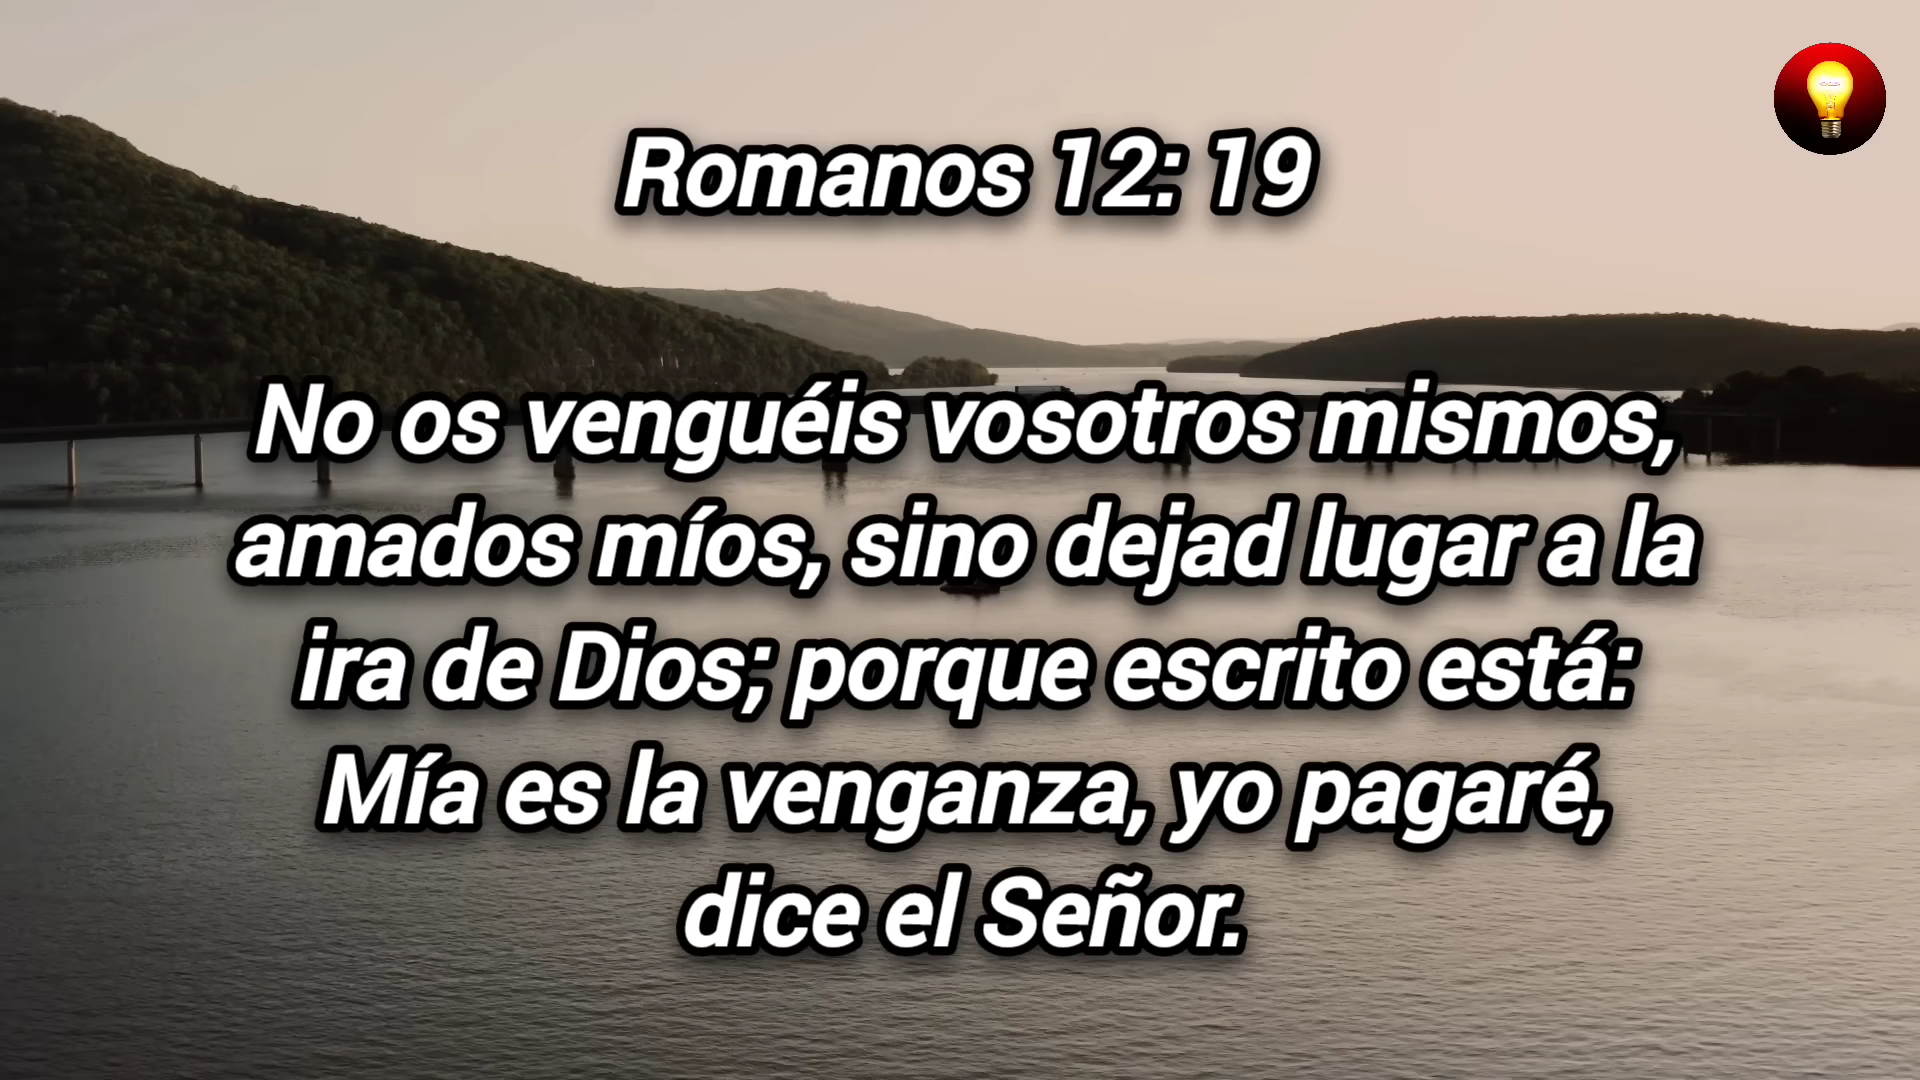 Romanos 12: 19
No os venguéis vosotros mismos,
amados míos, sino dejad lugar a la
ira de Dios; porque escrito está:
Mía es la venganza, yo pagaré,
dice el Señor.